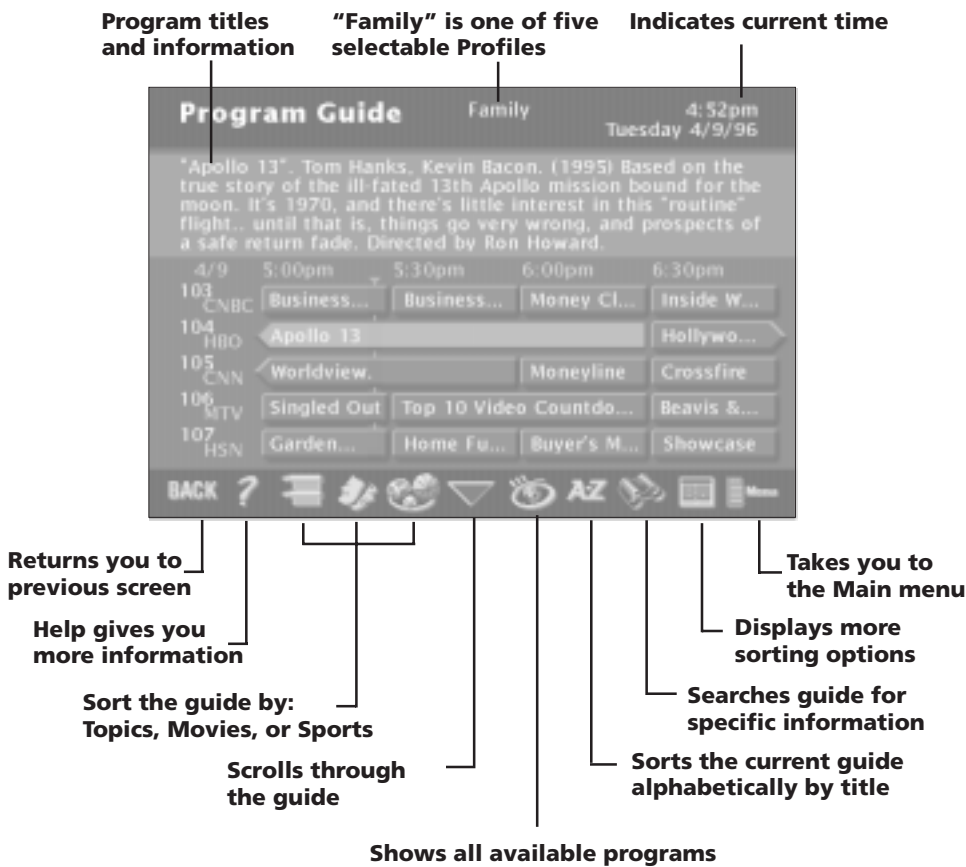 Program titles
and information
“Family” is one of five
selectable Profiles
Indicates current time
Program Guide
Family
4:52pm
Tuesday 4/9/96
"Apollo 13". Tom Hanks, Kevin Bacon. (1995) Based on the
true story of the ill-fated 13th Apollo mission bound for the
moon. It's 1970, and there's little interest in this "routine"
flight.. until that is, things go very wrong, and prospects of
a safe return fade. Directed by Ron Howard.
4/9 5:00pm 5:30pm 6:00pm 6:30pm
103 CNBC Business... Business... Money Cl... Inside W...
104 HBO Apollo 13 Hollywo...
105 CNN Worldview. Moneyline Crossfire
106 MTV Singled Out Top 10 Video Countdo... Beavis &...
107 HSN Garden... Home Fu... Buyer's M... Showcase
BACK ? A-Z Menu
Returns you to
previous screen
Takes you to
the Main menu
Help gives you
more information
Displays more
sorting options
Sort the guide by:
Topics, Movies, or Sports
Searches guide for
specific information
Scrolls through
the guide
Sorts the current guide
alphabetically by title
Shows all available programs